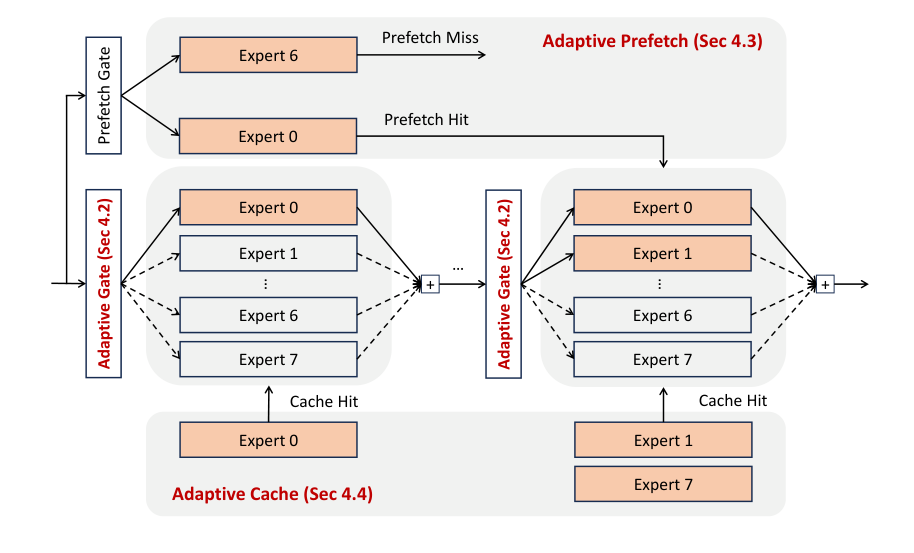 Adaptive Prefetch (Sec 4.3)
Prefetch Gate
Expert 6
Prefetch Miss
Expert 0
Prefetch Hit
Adaptive Gate (Sec 4.2)
Expert 0
Expert 1
⋮
Expert 6
Expert 7
+
...
Adaptive Gate (Sec 4.2)
Expert 0
Expert 1
⋮
Expert 6
Expert 7
+
Cache Hit
Expert 0
Cache Hit
Expert 1
Expert 7
Adaptive Cache (Sec 4.4)